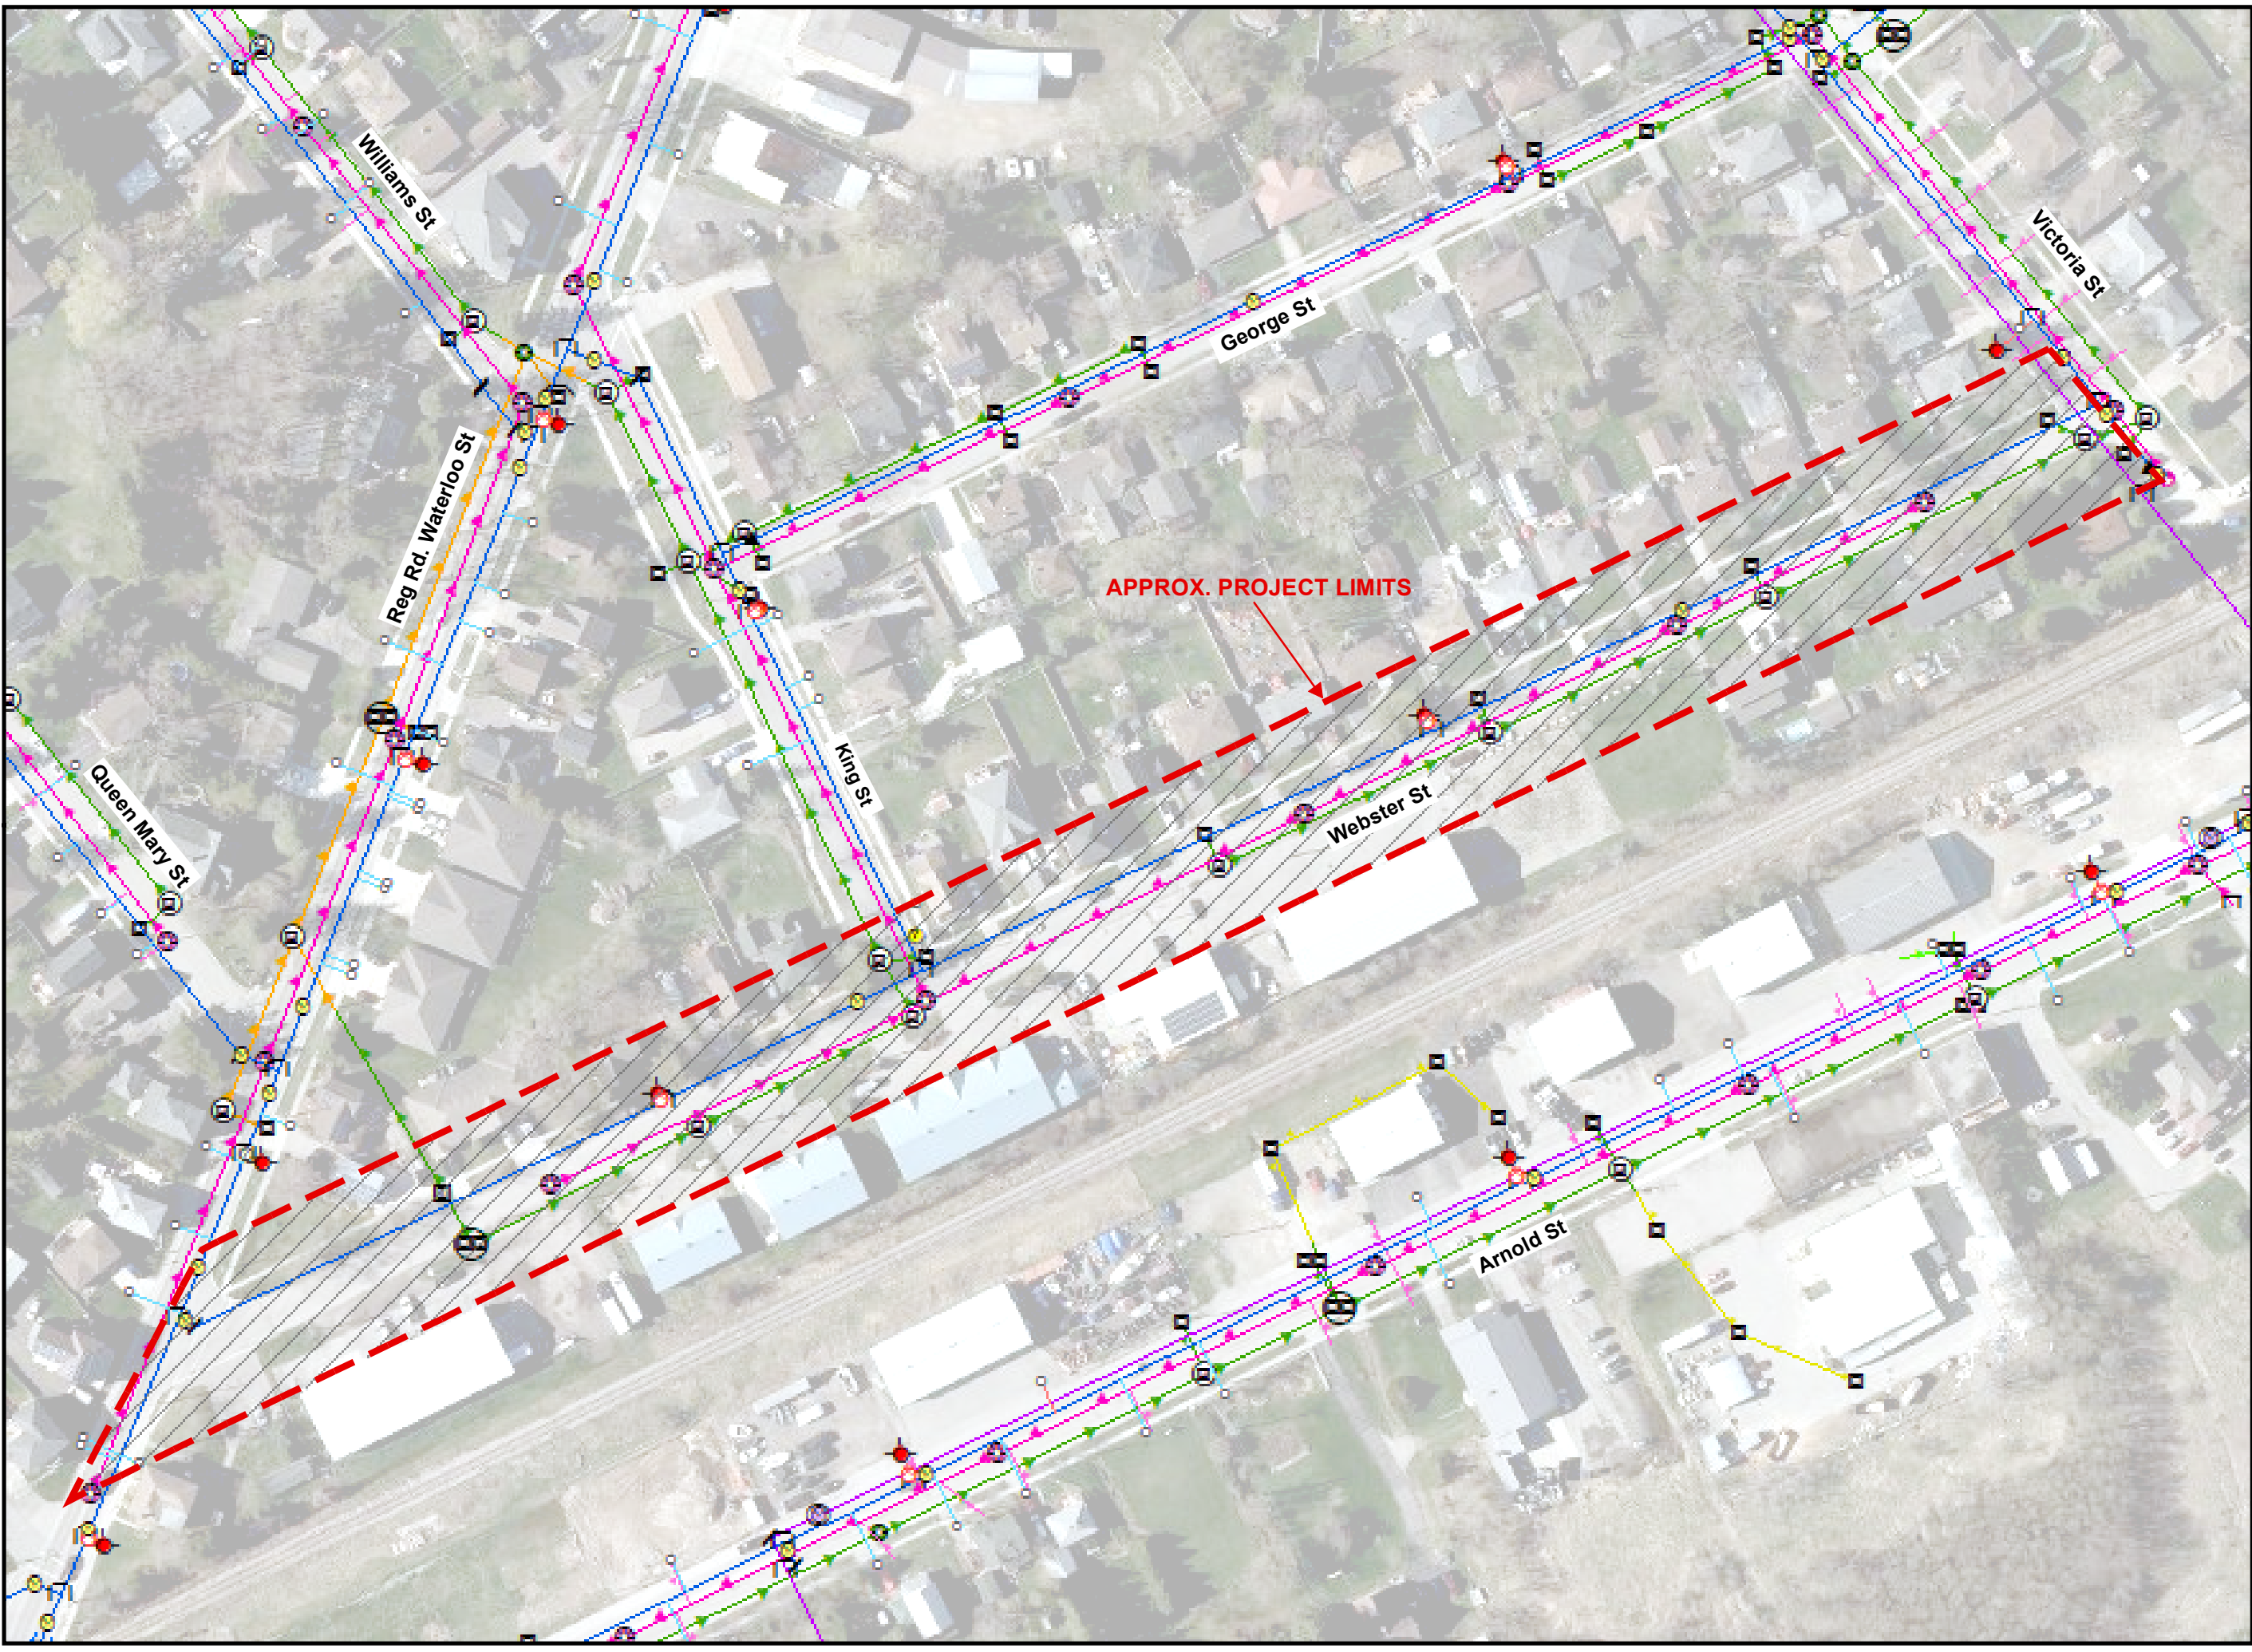 Williams St
Victoria St
George St
Reg Rd. Waterloo St
APPROX. PROJECT LIMITS
King St
Webster St
Queen Mary St
Arnold St